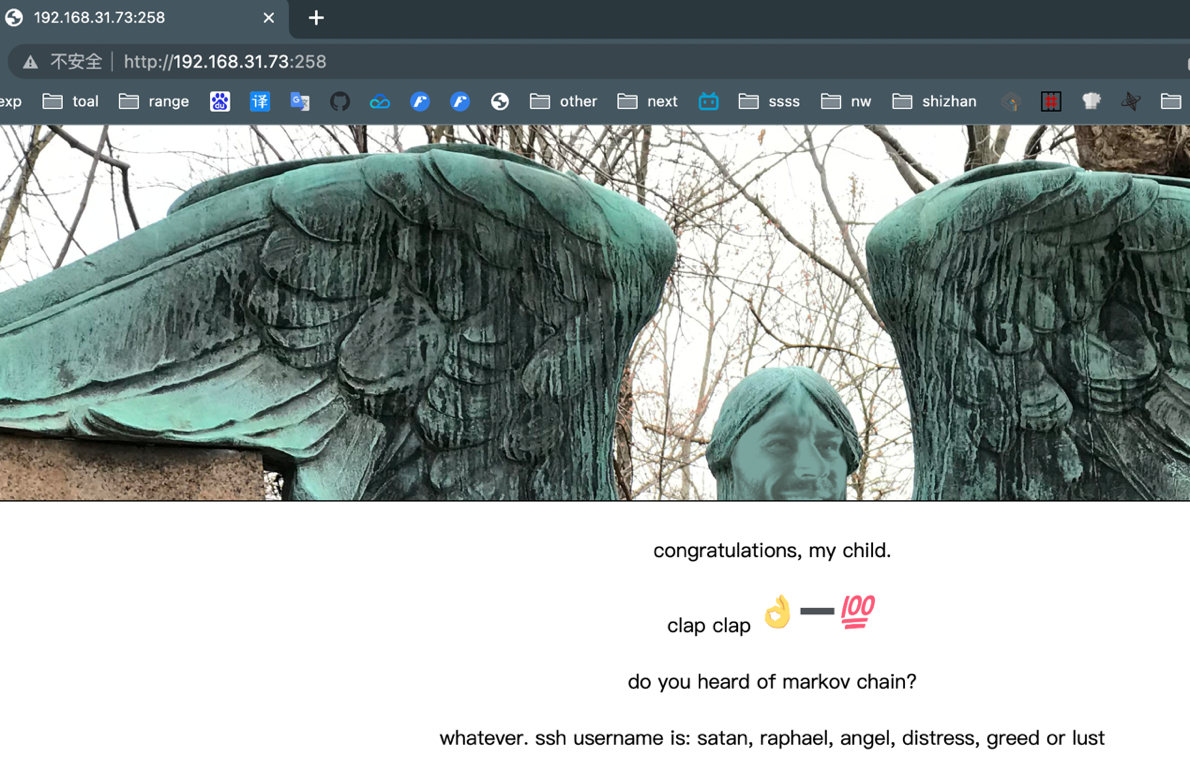 192.168.31.73:258
不安全 http://192.168.31.73:258
exp toal range du 译 G other next ssss nw shizhan
congratulations, my child.
clap clap 👌➖💯
do you heard of markov chain?
whatever. ssh username is: satan, raphael, angel, distress, greed or lust